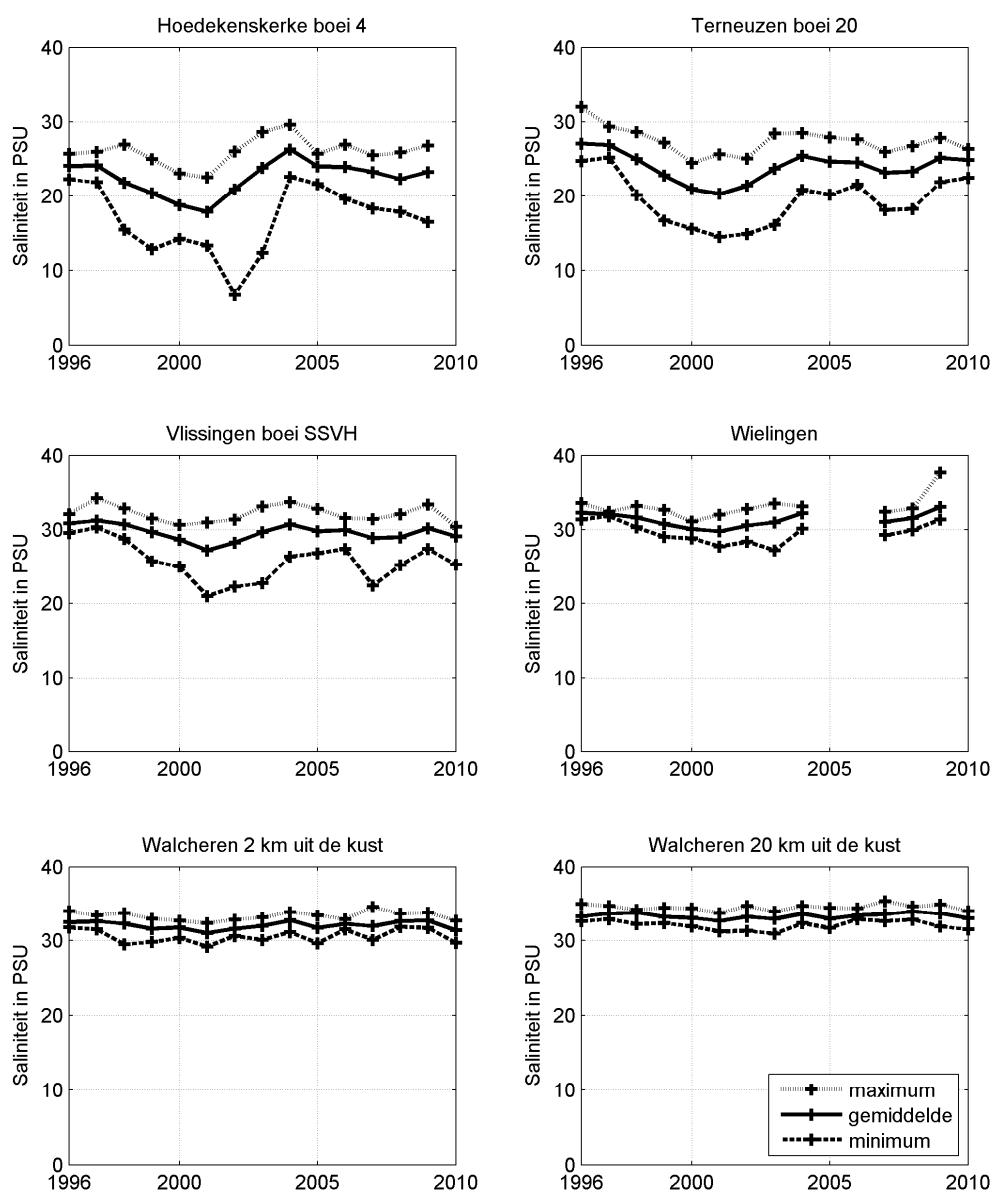 Hoedekenskerke boei 4
Saliniteit in PSU
40
30
20
10
0
1996 2000 2005 2010
Terneuzen boei 20
Saliniteit in PSU
40
30
20
10
0
1996 2000 2005 2010
Vlissingen boei SSVH
Saliniteit in PSU
40
30
20
10
0
1996 2000 2005 2010
Wielingen
Saliniteit in PSU
40
30
20
10
0
1996 2000 2005 2010
Walcheren 2 km uit de kust
Saliniteit in PSU
40
30
20
10
0
1996 2000 2005 2010
Walcheren 20 km uit de kust
Saliniteit in PSU
40
30
20
10
0
1996 2000 2005 2010
maximum
gemiddelde
minimum